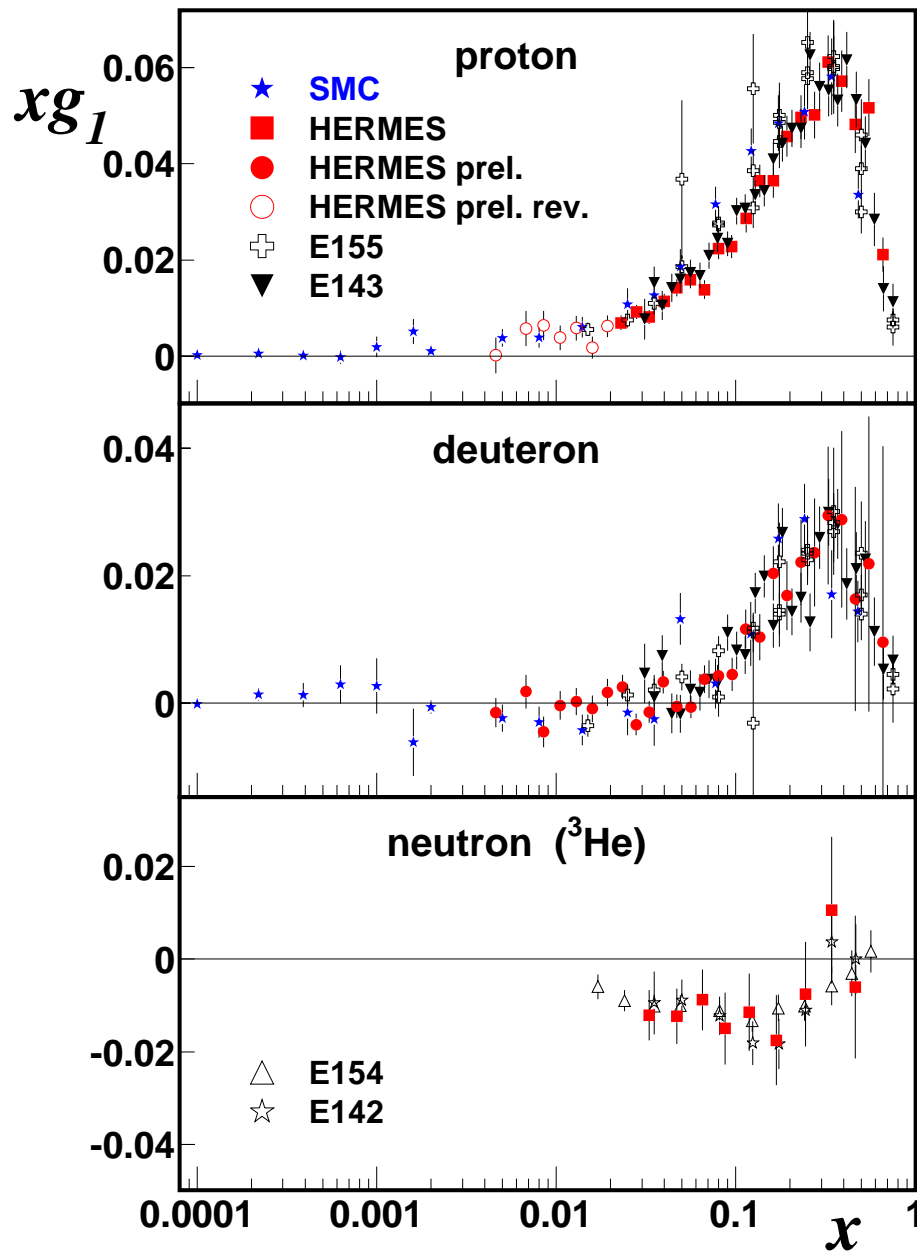 proton
xg1
0.06
0.04
0.02
0
SMC
HERMES
HERMES prel.
HERMES prel. rev.
E155
E143
deuteron
0.04
0.02
0
neutron (3He)
0.02
0
-0.02
-0.04
E154
E142
0.0001 0.001 0.01 0.1 1
x